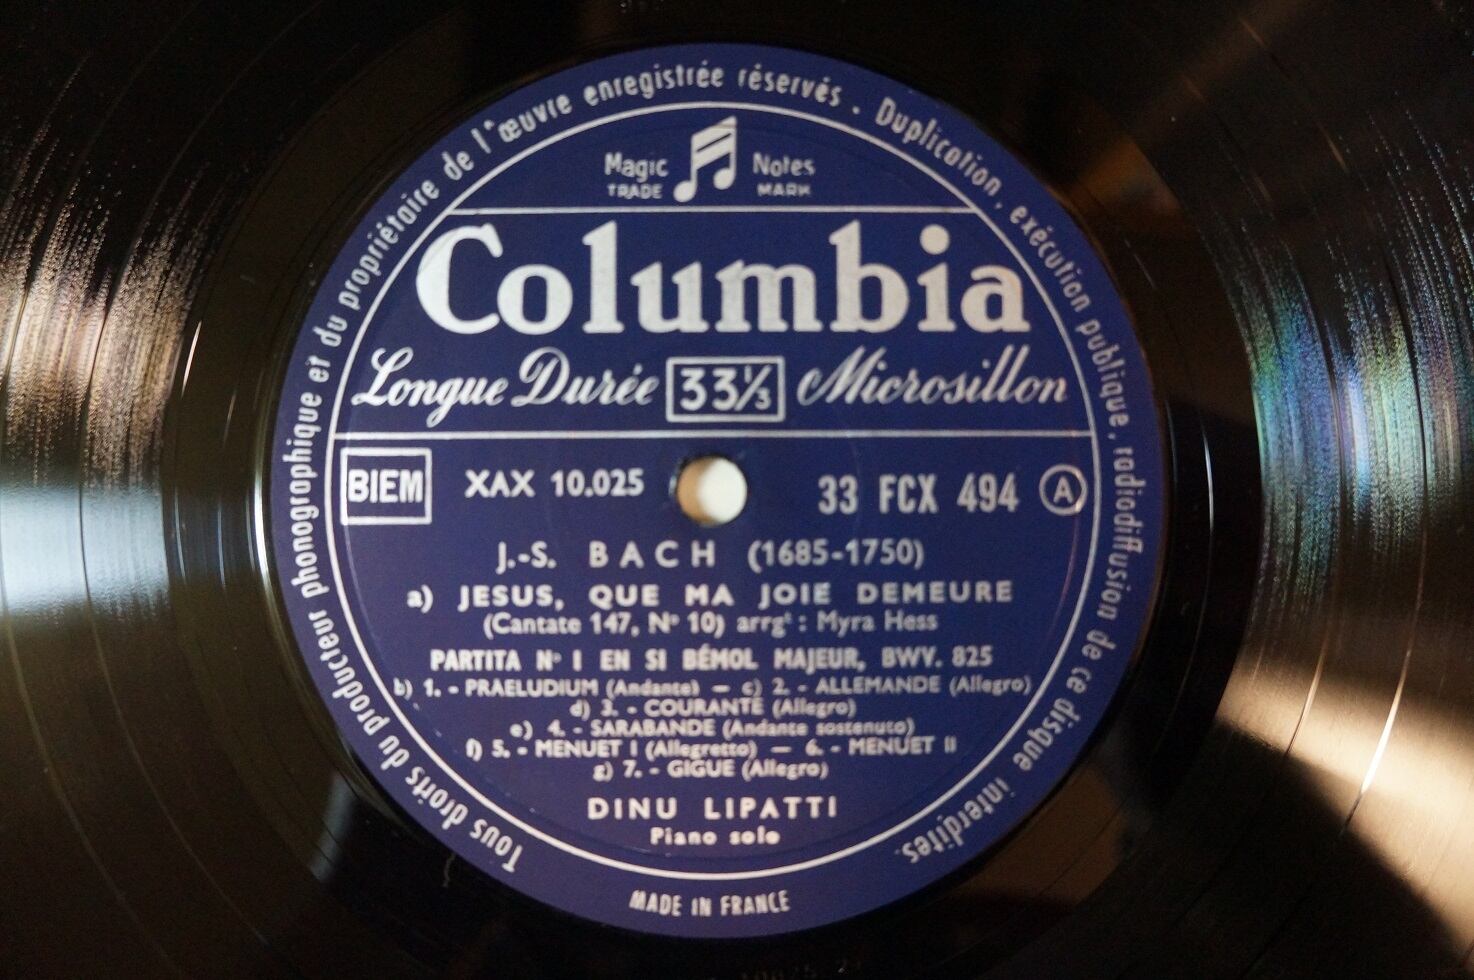 Tous droits du producteur phonographique et du propriétaire de l'œuvre enregistrée réservés. Duplication, exécution publique, radiodiffusion de ce disque interdites.
Magic Notes
TRADE MARK
Columbia
Longue Durée 33⅓ Microsillon
BIEM XAX 10.025 33 FCX 494 A
J.-S. BACH (1685-1750)
a) JESUS, QUE MA JOIE DEMEURE
(Cantate 147, Nº 10) arrgt : Myra Hess
PARTITA Nº I EN SI BÉMOL MAJEUR, BWV. 825
b) 1. - PRAELUDIUM (Andante) — c) 2. - ALLEMANDE (Allegro)
d) 3. - COURANTE (Allegro)
e) 4. - SARABANDE (Andante sostenuto)
f) 5. - MENUET I (Allegretto) — 6. - MENUET II
g) 7. - GIGUE (Allegro)
DINU LIPATTI
Piano solo
MADE IN FRANCE